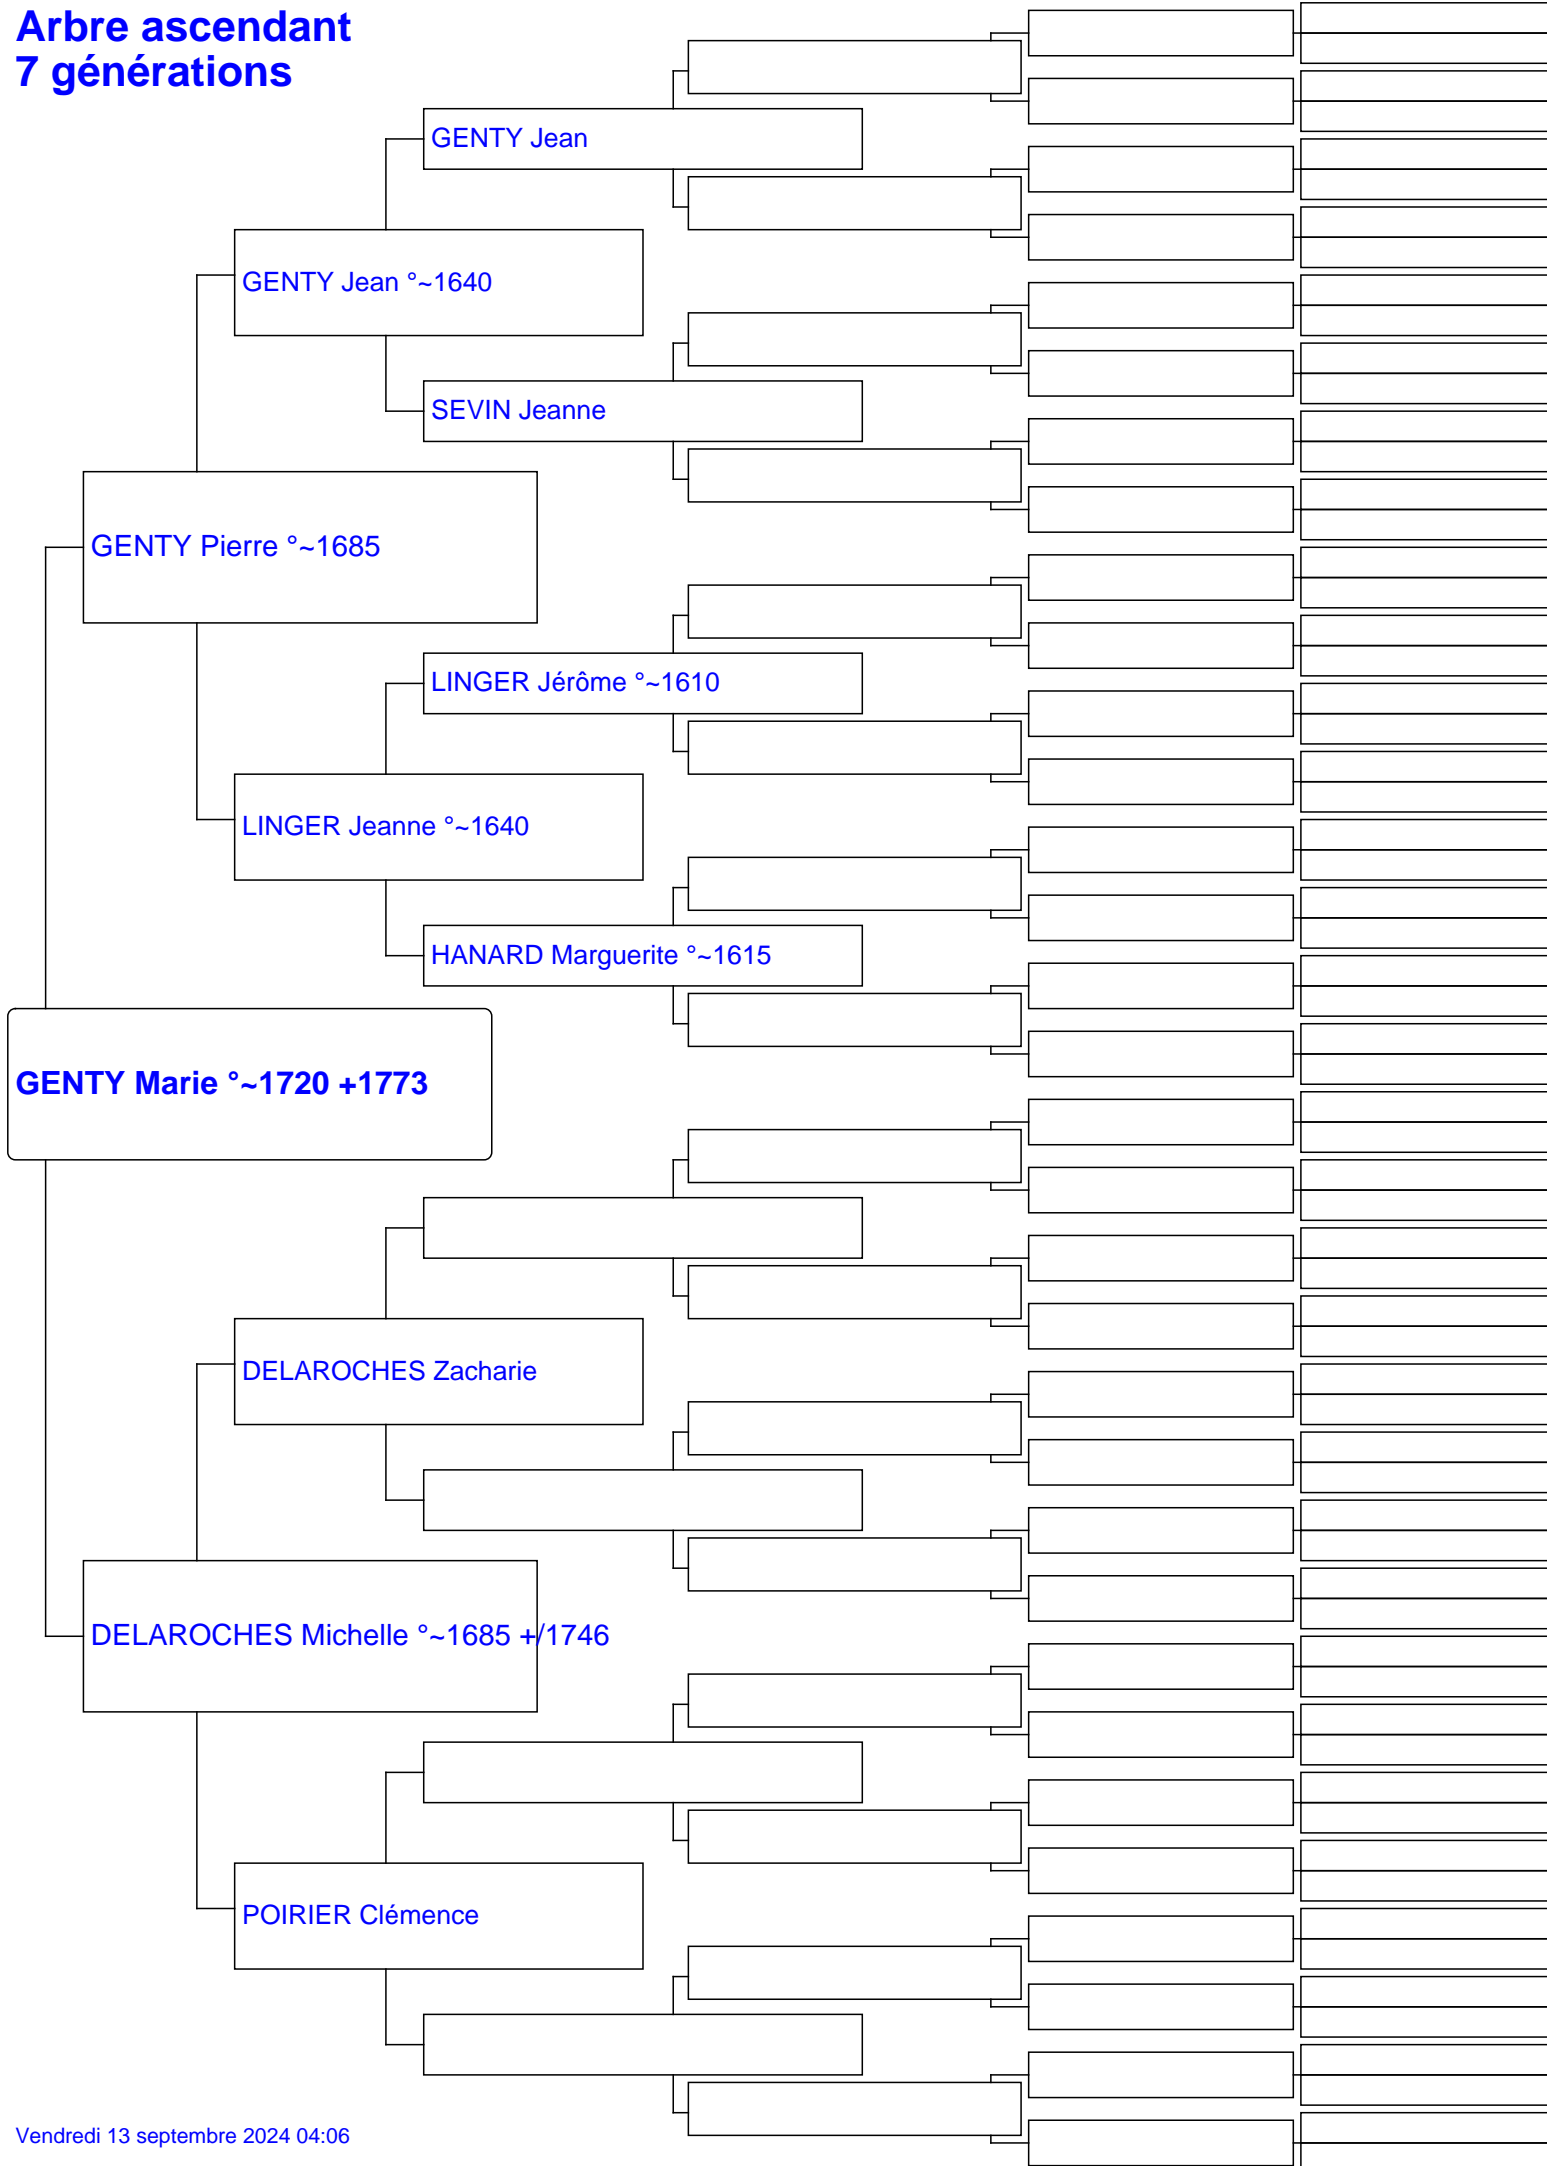 Arbre ascendant
7 générations
GENTY Jean
GENTY Jean °~1640
SEVIN Jeanne
GENTY Pierre °~1685
LINGER Jérôme °~1610
LINGER Jeanne °~1640
HANARD Marguerite °~1615
GENTY Marie °~1720 +1773
DELAROCHES Zacharie
DELAROCHES Michelle °~1685 +/1746
POIRIER Clémence
Vendredi 13 septembre 2024 04:06